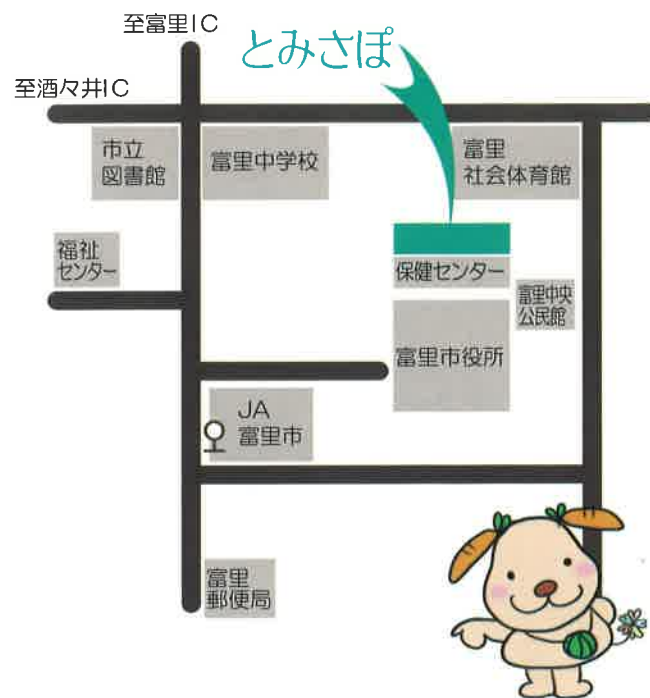 至富里IC
とみさぽ
至酒々井IC
市立
図書館
富里中学校
富里
社会体育館
福祉
センター
保健センター
富里中央
公民館
富里市役所
JA
富里市
富里
郵便局